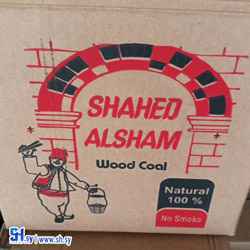 SHAHED
ALSHAM
Wood Coal
Natural
100 %
No Smoke
SH.sy www.sh.sy